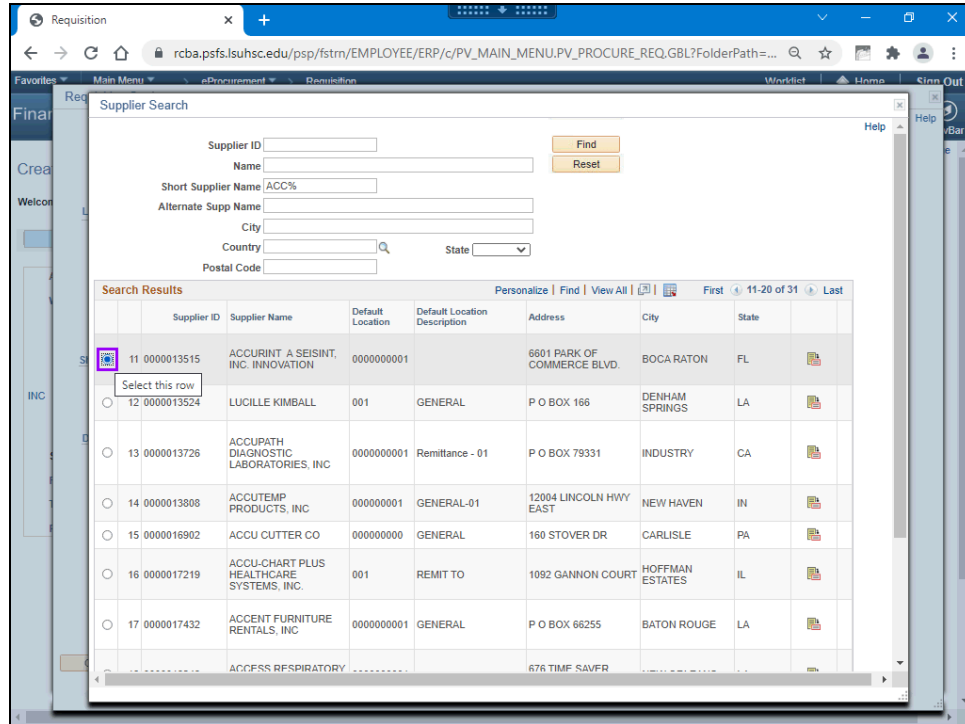 Requisition
rcba.psfs.lsuhsc.edu/psp/fstrn/EMPLOYEE/ERP/c/PV_MAIN_MENU.PV_PROCURE_REQ.GBL?FolderPath=...
Favorites Main Menu > eProcurement > Requisition Worklist Home Sign Out
Supplier Search
Help
Help
Supplier ID Find
Name Reset
Short Supplier Name ACC%
Alternate Supp Name
City
Country State
Postal Code
Welcom
INC
Search Results Personalize | Find | View All | First 11-20 of 31 Last
Supplier ID Supplier Name Default Location Default Location Description Address City State
11 0000013515 ACCURINT A SEISINT, INC. INNOVATION 0000000001 6601 PARK OF COMMERCE BLVD. BOCA RATON FL
Select this row
12 0000013524 LUCILLE KIMBALL 001 GENERAL P O BOX 166 DENHAM SPRINGS LA
13 0000013726 ACCUPATH DIAGNOSTIC LABORATORIES, INC 0000000001 Remittance - 01 P O BOX 79331 INDUSTRY CA
14 0000013808 ACCUTEMP PRODUCTS, INC 000000001 GENERAL-01 12004 LINCOLN HWY EAST NEW HAVEN IN
15 0000016902 ACCU CUTTER CO 000000000 GENERAL 160 STOVER DR CARLISLE PA
16 0000017219 ACCU-CHART PLUS HEALTHCARE SYSTEMS, INC. 001 REMIT TO 1092 GANNON COURT HOFFMAN ESTATES IL
17 0000017432 ACCENT FURNITURE RENTALS, INC 0000000001 GENERAL P O BOX 66255 BATON ROUGE LA
ACCESS RESPIRATORY 676 TIME SAVER